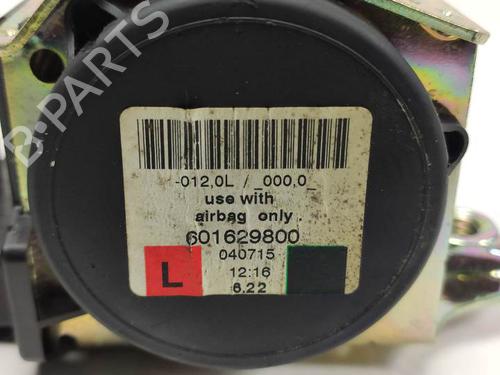 B-PARTS
-012,0L / _000,0_
use with
airbag only.
601629800
040715
L
12:16
6.22